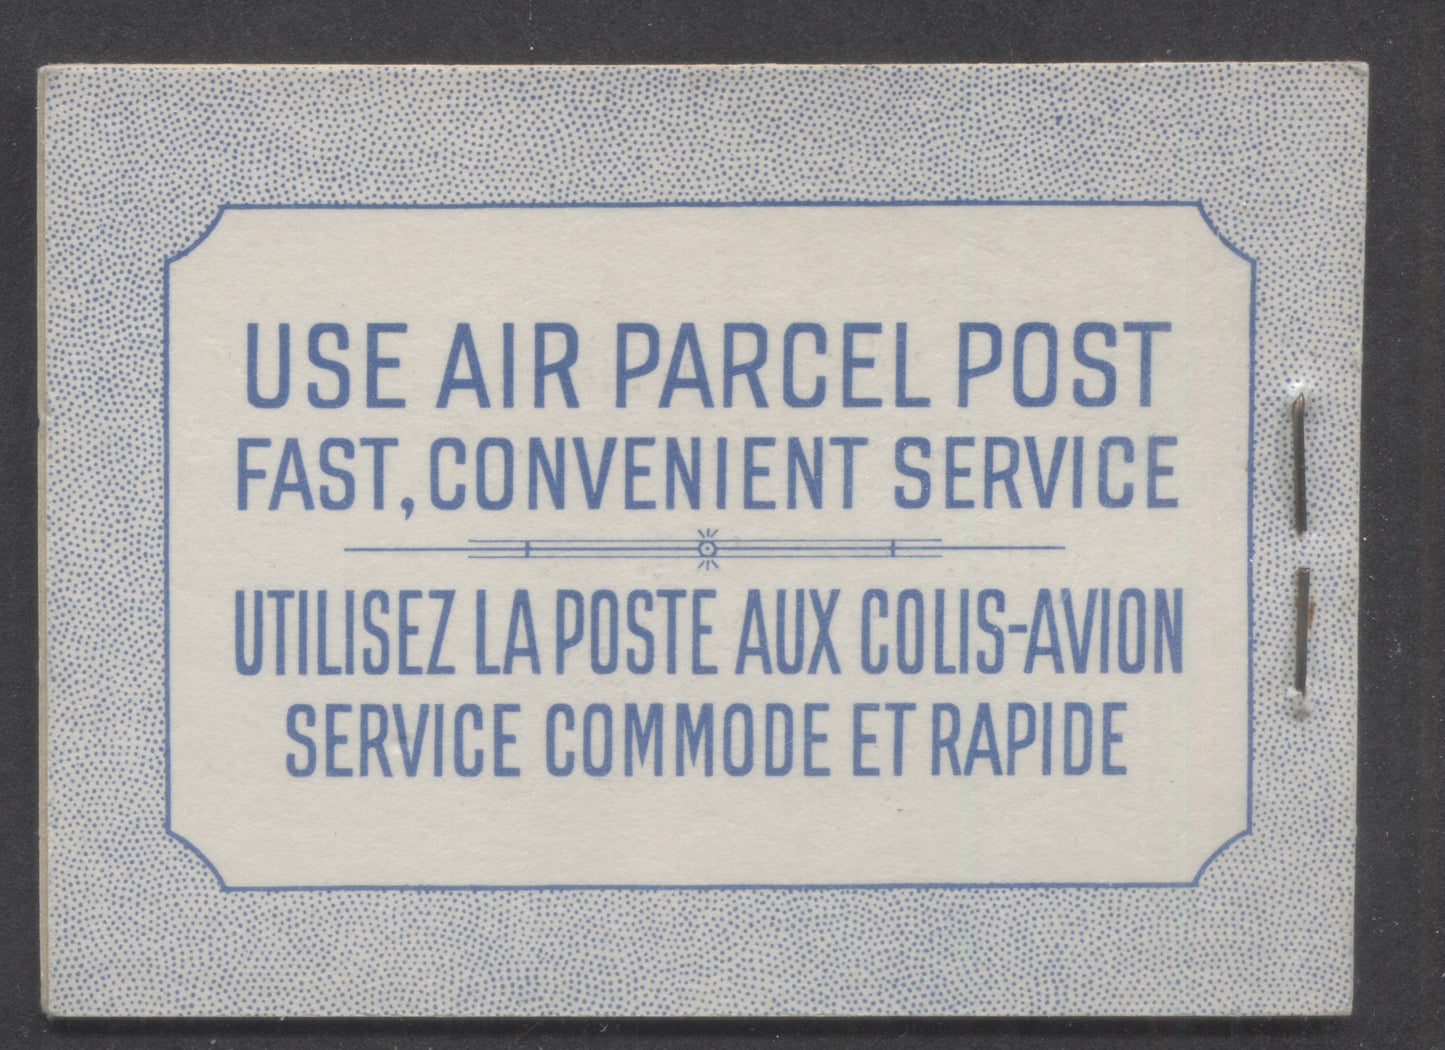 USE AIR PARCEL POST
FAST, CONVENIENT SERVICE
UTILISEZ LA POSTE AUX COLIS-AVION
SERVICE COMMODE ET RAPIDE